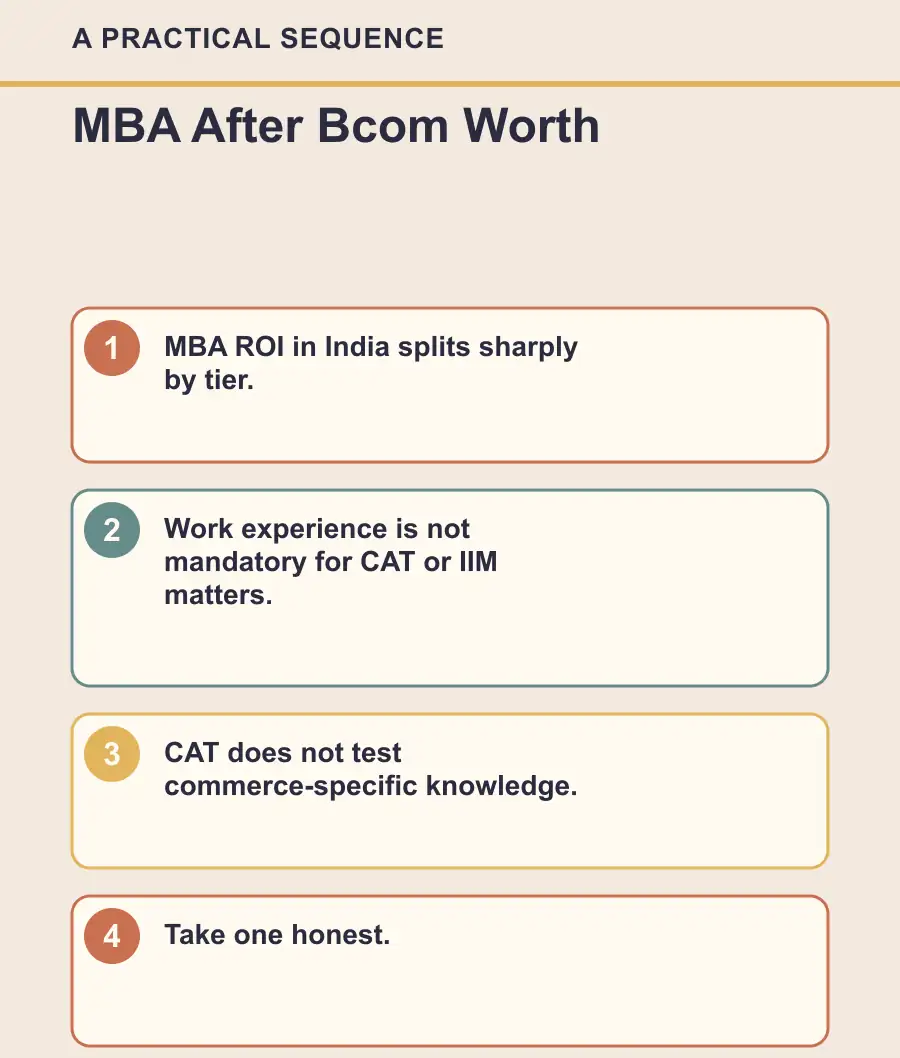 A PRACTICAL SEQUENCE
MBA After Bcom Worth
1
MBA ROI in India splits sharply
by tier.
2
Work experience is not
mandatory for CAT or IIM
matters.
3
CAT does not test
commerce-specific knowledge.
4
Take one honest.